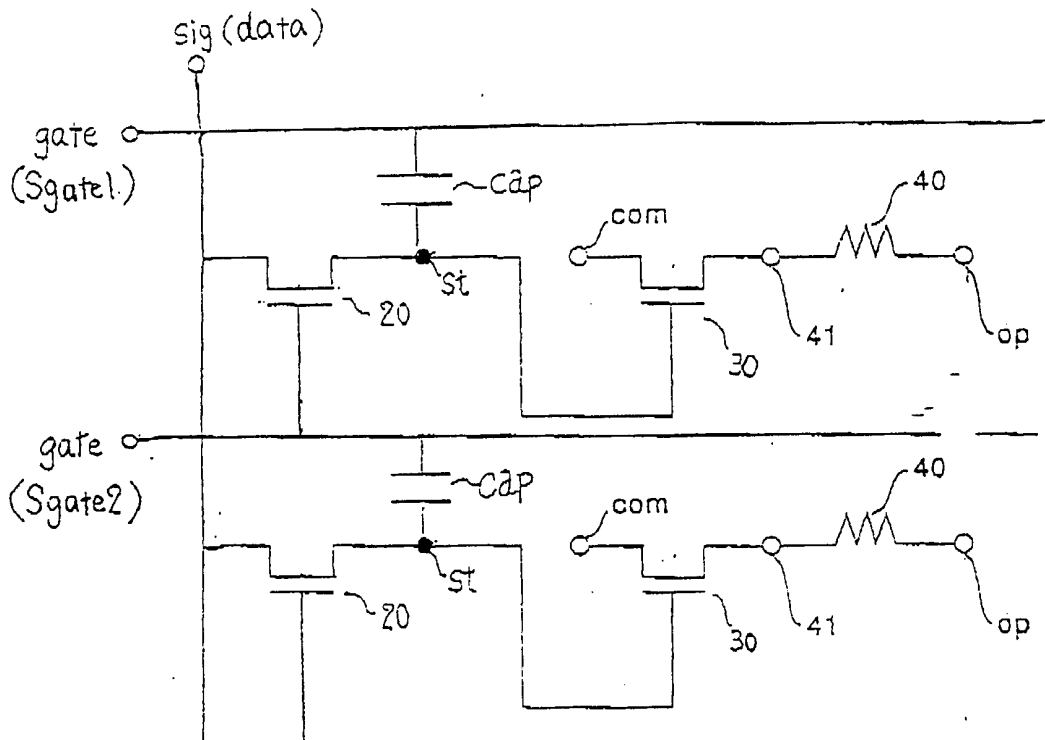 sig (data)
gate
(Sgate1.)
cap
com
40
st
20
30
41
op
gate
(Sgate2)
cap
com
40
st
20
30
41
op